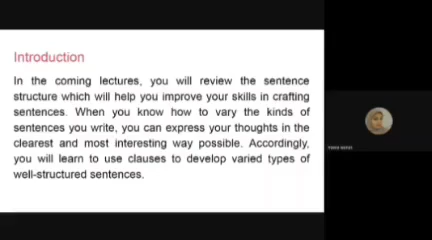 Introduction
In the coming lectures, you will review the sentence
structure which will help you improve your skills in crafting
sentences. When you know how to vary the kinds of
sentences you write, you can express your thoughts in the
clearest and most interesting way possible. Accordingly,
you will learn to use clauses to develop varied types of
well-structured sentences.